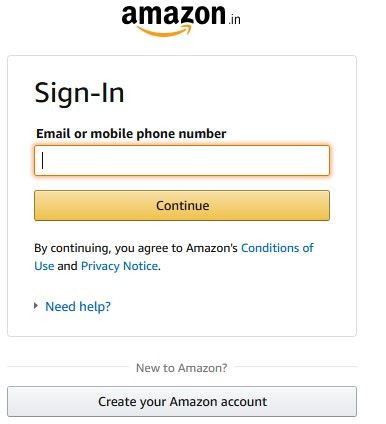 amazon.in
Sign-In
Email or mobile phone number
Continue
By continuing, you agree to Amazon's Conditions of
Use and Privacy Notice.
Need help?
New to Amazon?
Create your Amazon account